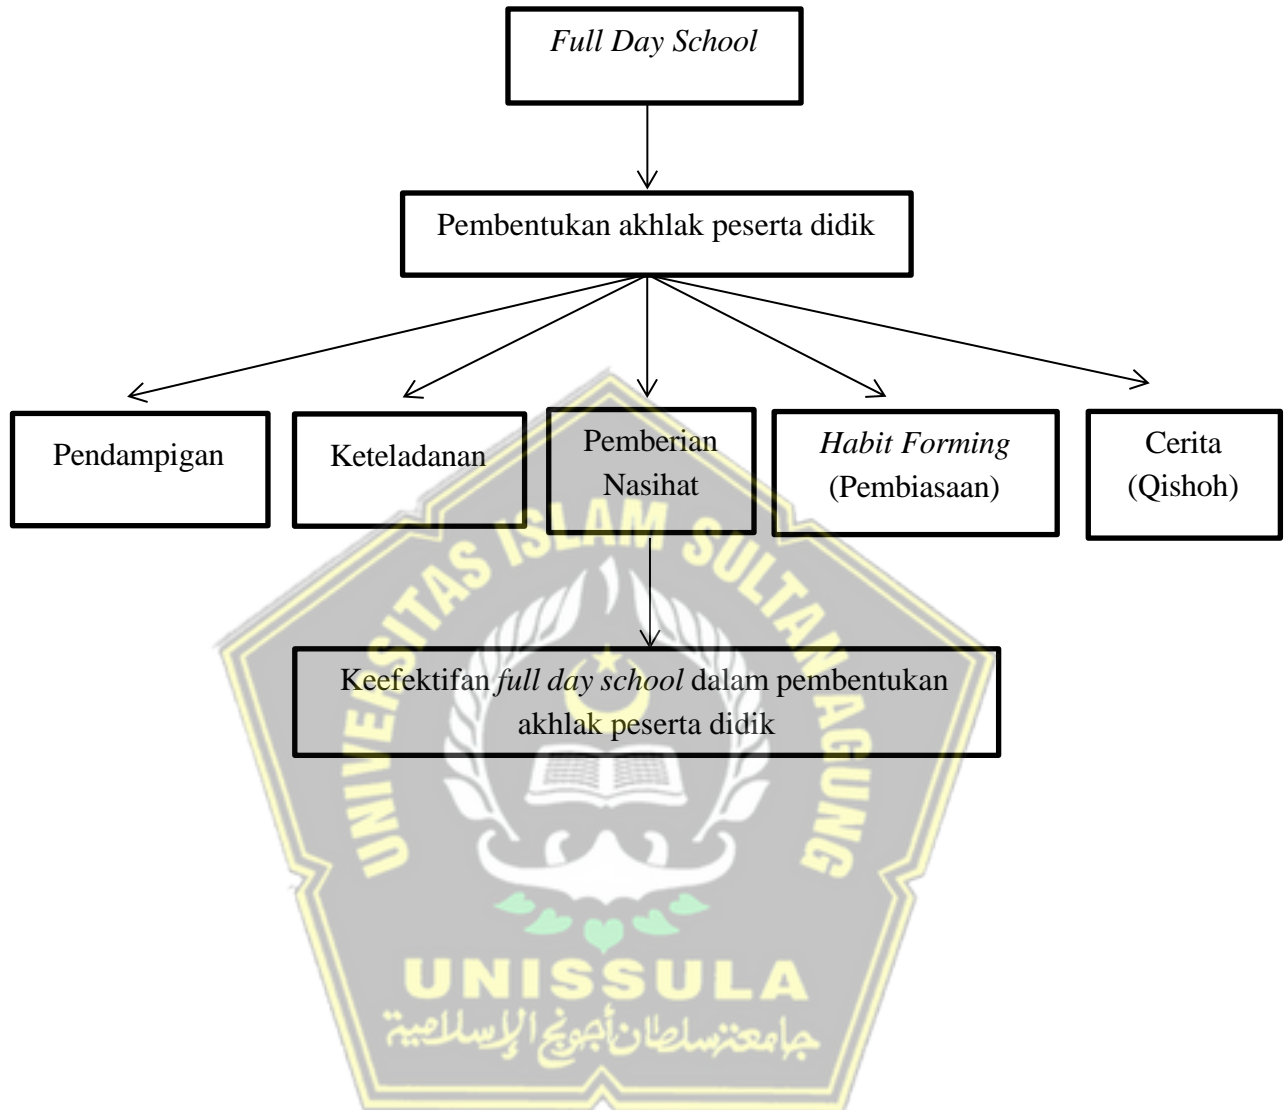 Full Day School
Pembentukan akhlak peserta didik
Pendampigan
Keteladanan
Pemberian
Nasihat
Habit Forming
(Pembiasaan)
Cerita
(Qishoh)
Keefektifan full day school dalam pembentukan
akhlak peserta didik
UNIVERSITAS ISLAM SULTAN AGUNG
UNISSULA
جامعة سلطان أجونج الإسلامية